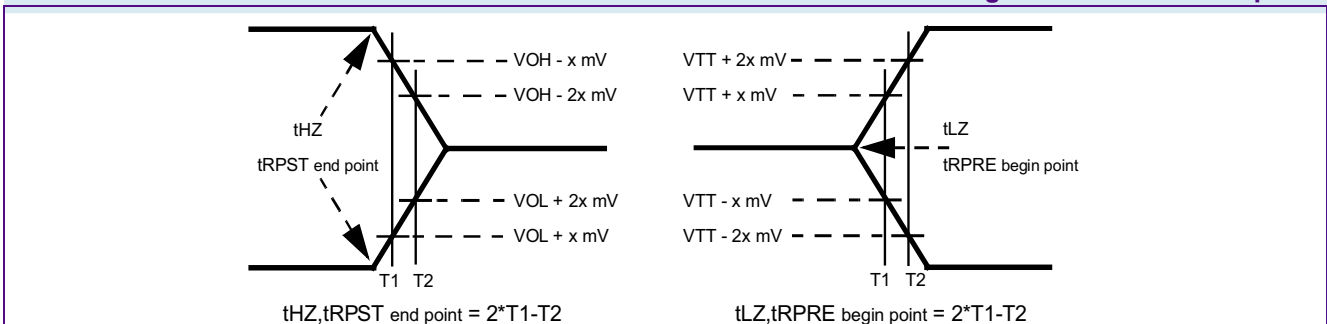 VOH - x mV
VOH - 2x mV
tHZ
tRPST end point
VOL + 2x mV
VOL + x mV
T1 T2
tHZ,tRPST end point = 2*T1-T2
VTT + 2x mV
VTT + x mV
tLZ
tRPRE begin point
VTT - x mV
VTT - 2x mV
T1 T2
tLZ,tRPRE begin point = 2*T1-T2